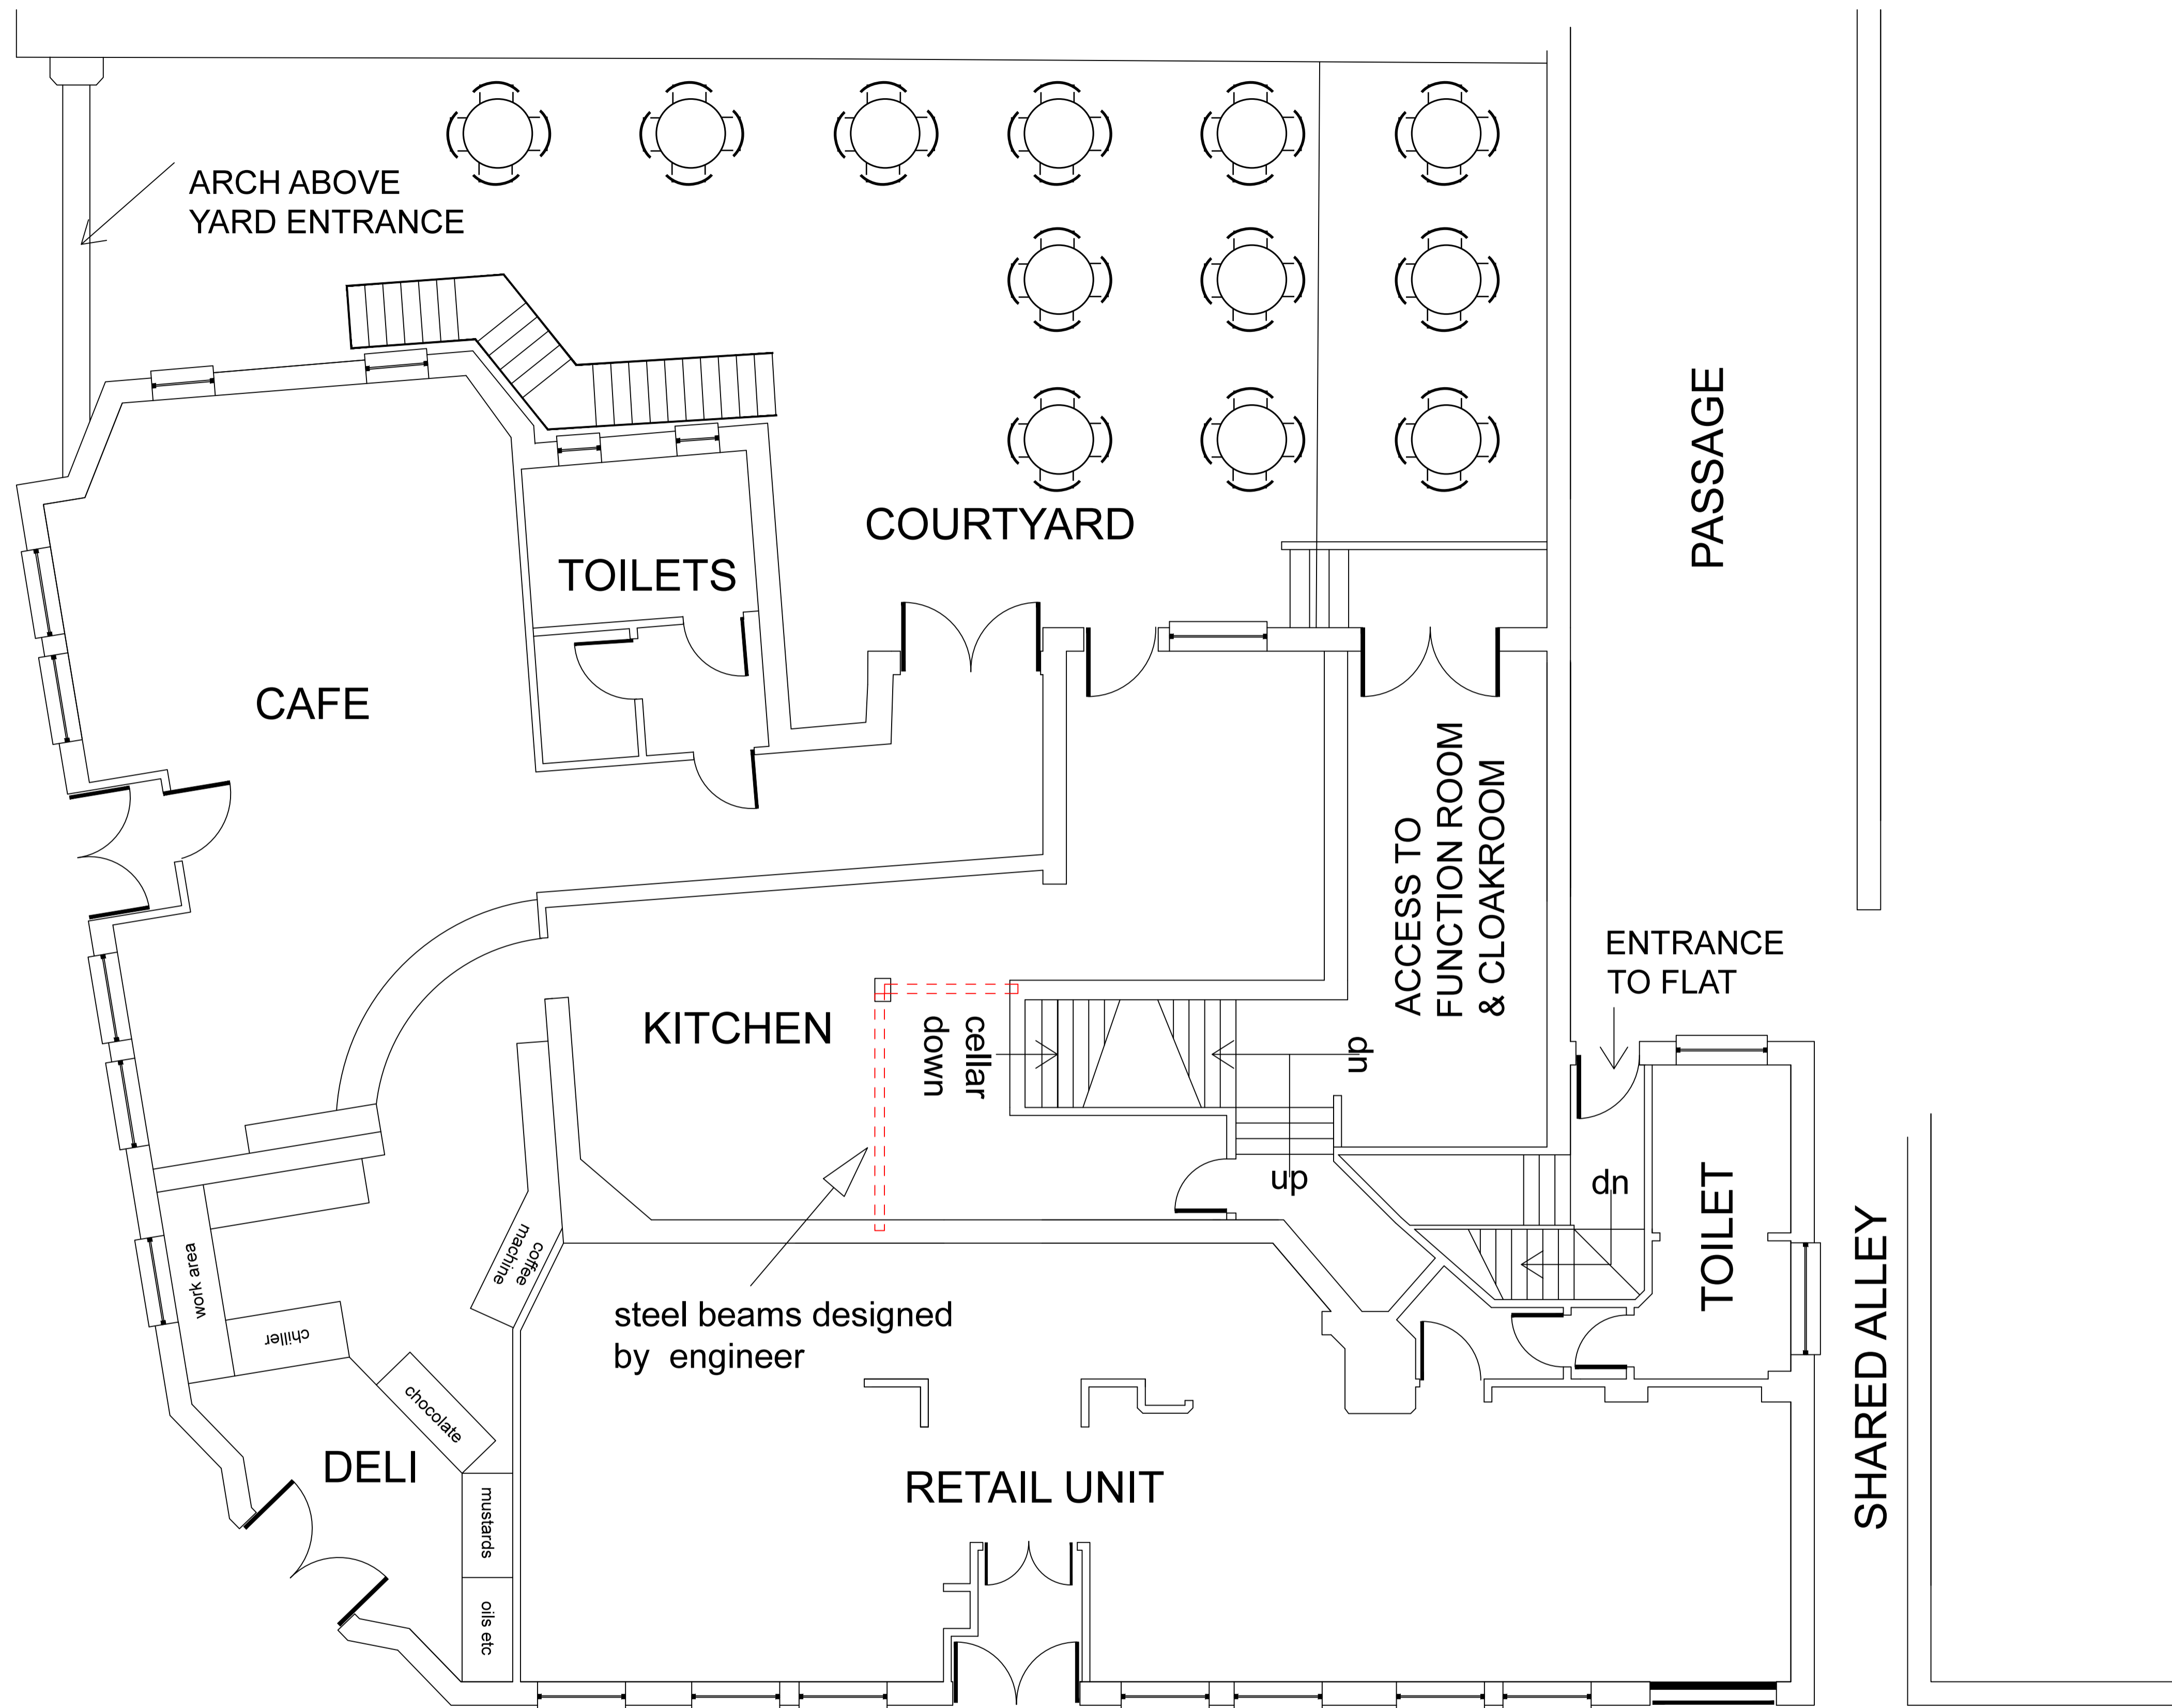 ARCH ABOVE
YARD ENTRANCE
COURTYARD
PASSAGE
TOILETS
CAFE
ACCESS TO
FUNCTION ROOM
& CLOAKROOM
ENTRANCE
TO FLAT
KITCHEN
cellar
down
dn
up
dn
TOILET
SHARED ALLEY
coffee
machine
work area
chiller
steel beams designed
by engineer
chocolate
DELI
RETAIL UNIT
mustards
oils etc